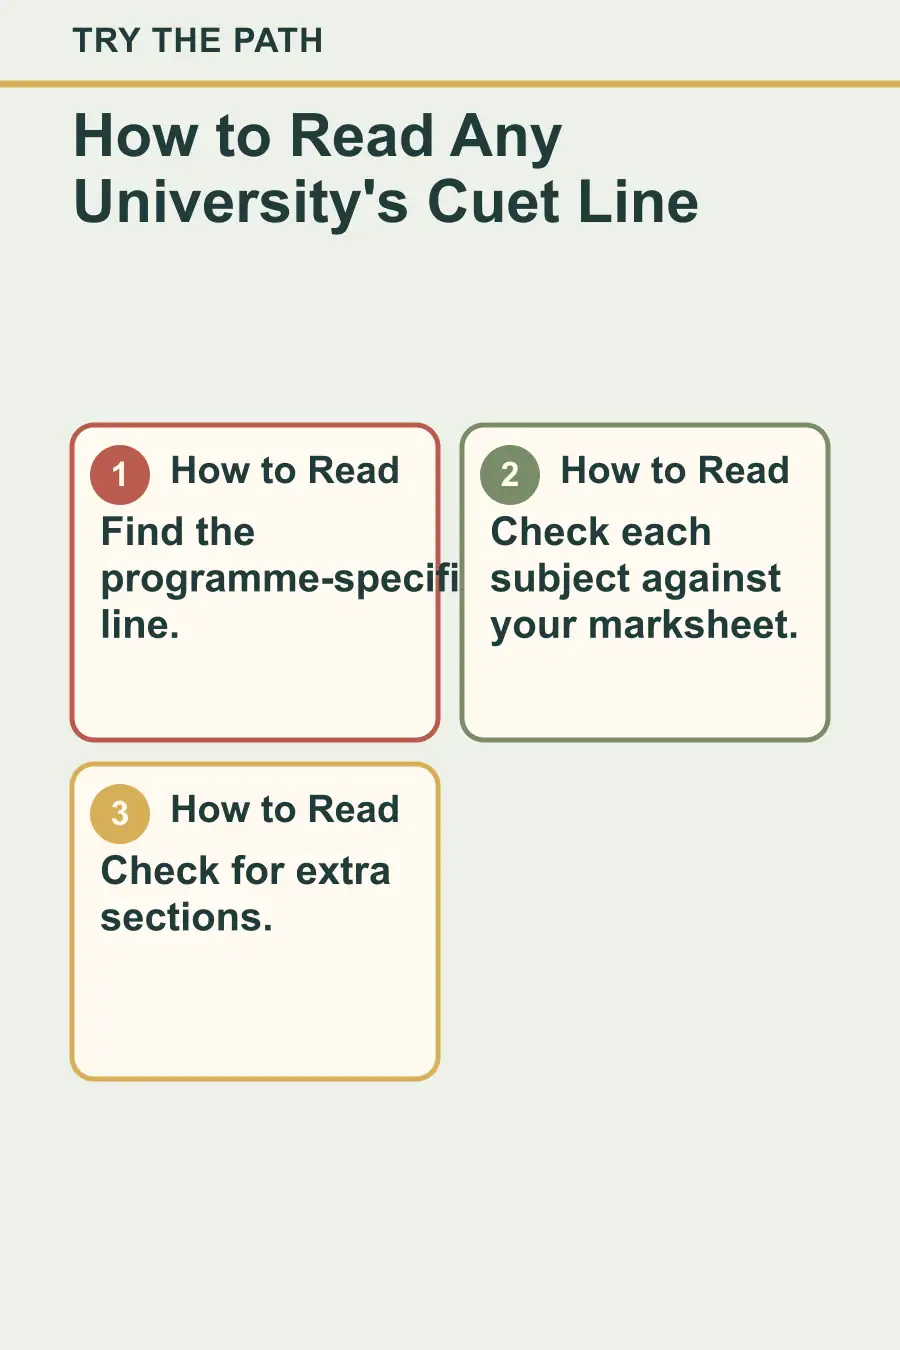 TRY THE PATH
How to Read Any
University's Cuet Line
1 How to Read
Find the
programme-specifi
line.
2 How to Read
Check each
subject against
your marksheet.
3 How to Read
Check for extra
sections.